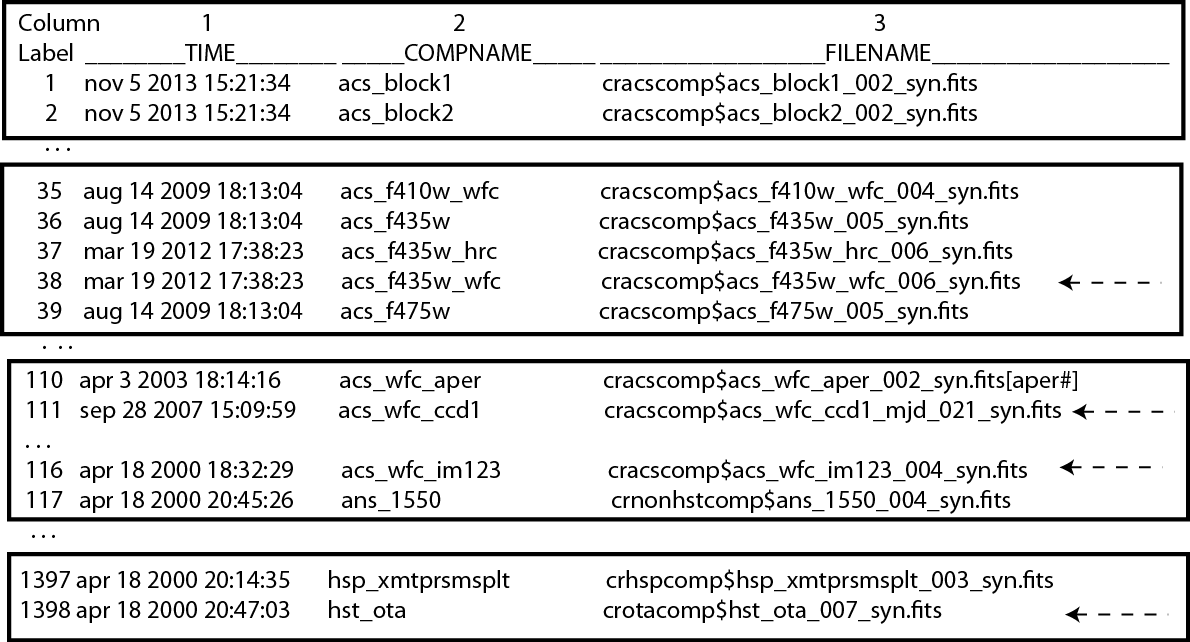 Column 1 2 3
Label ________TIME________ _____COMPNAME_____ __________________FILENAME___________________
1 nov 5 2013 15:21:34 acs_block1 cracscomp$acs_block1_002_syn.fits
2 nov 5 2013 15:21:34 acs_block2 cracscomp$acs_block2_002_syn.fits
...
35 aug 14 2009 18:13:04 acs_f410w_wfc cracscomp$acs_f410w_wfc_004_syn.fits
36 aug 14 2009 18:13:04 acs_f435w cracscomp$acs_f435w_005_syn.fits
37 mar 19 2012 17:38:23 acs_f435w_hrc cracscomp$acs_f435w_hrc_006_syn.fits
38 mar 19 2012 17:38:23 acs_f435w_wfc cracscomp$acs_f435w_wfc_006_syn.fits
39 aug 14 2009 18:13:04 acs_f475w cracscomp$acs_f475w_005_syn.fits
...
110 apr 3 2003 18:14:16 acs_wfc_aper cracscomp$acs_wfc_aper_002_syn.fits[aper#]
111 sep 28 2007 15:09:59 acs_wfc_ccd1 cracscomp$acs_wfc_ccd1_mjd_021_syn.fits
...
116 apr 18 2000 18:32:29 acs_wfc_im123 cracscomp$acs_wfc_im123_004_syn.fits
117 apr 18 2000 20:45:26 ans_1550 crnonhstcomp$ans_1550_004_syn.fits
...
1397 apr 18 2000 20:14:35 hsp_xmtprsmsplt crhspcomp$hsp_xmtprsmsplt_003_syn.fits
1398 apr 18 2000 20:47:03 hst_ota crotacomp$hst_ota_007_syn.fits